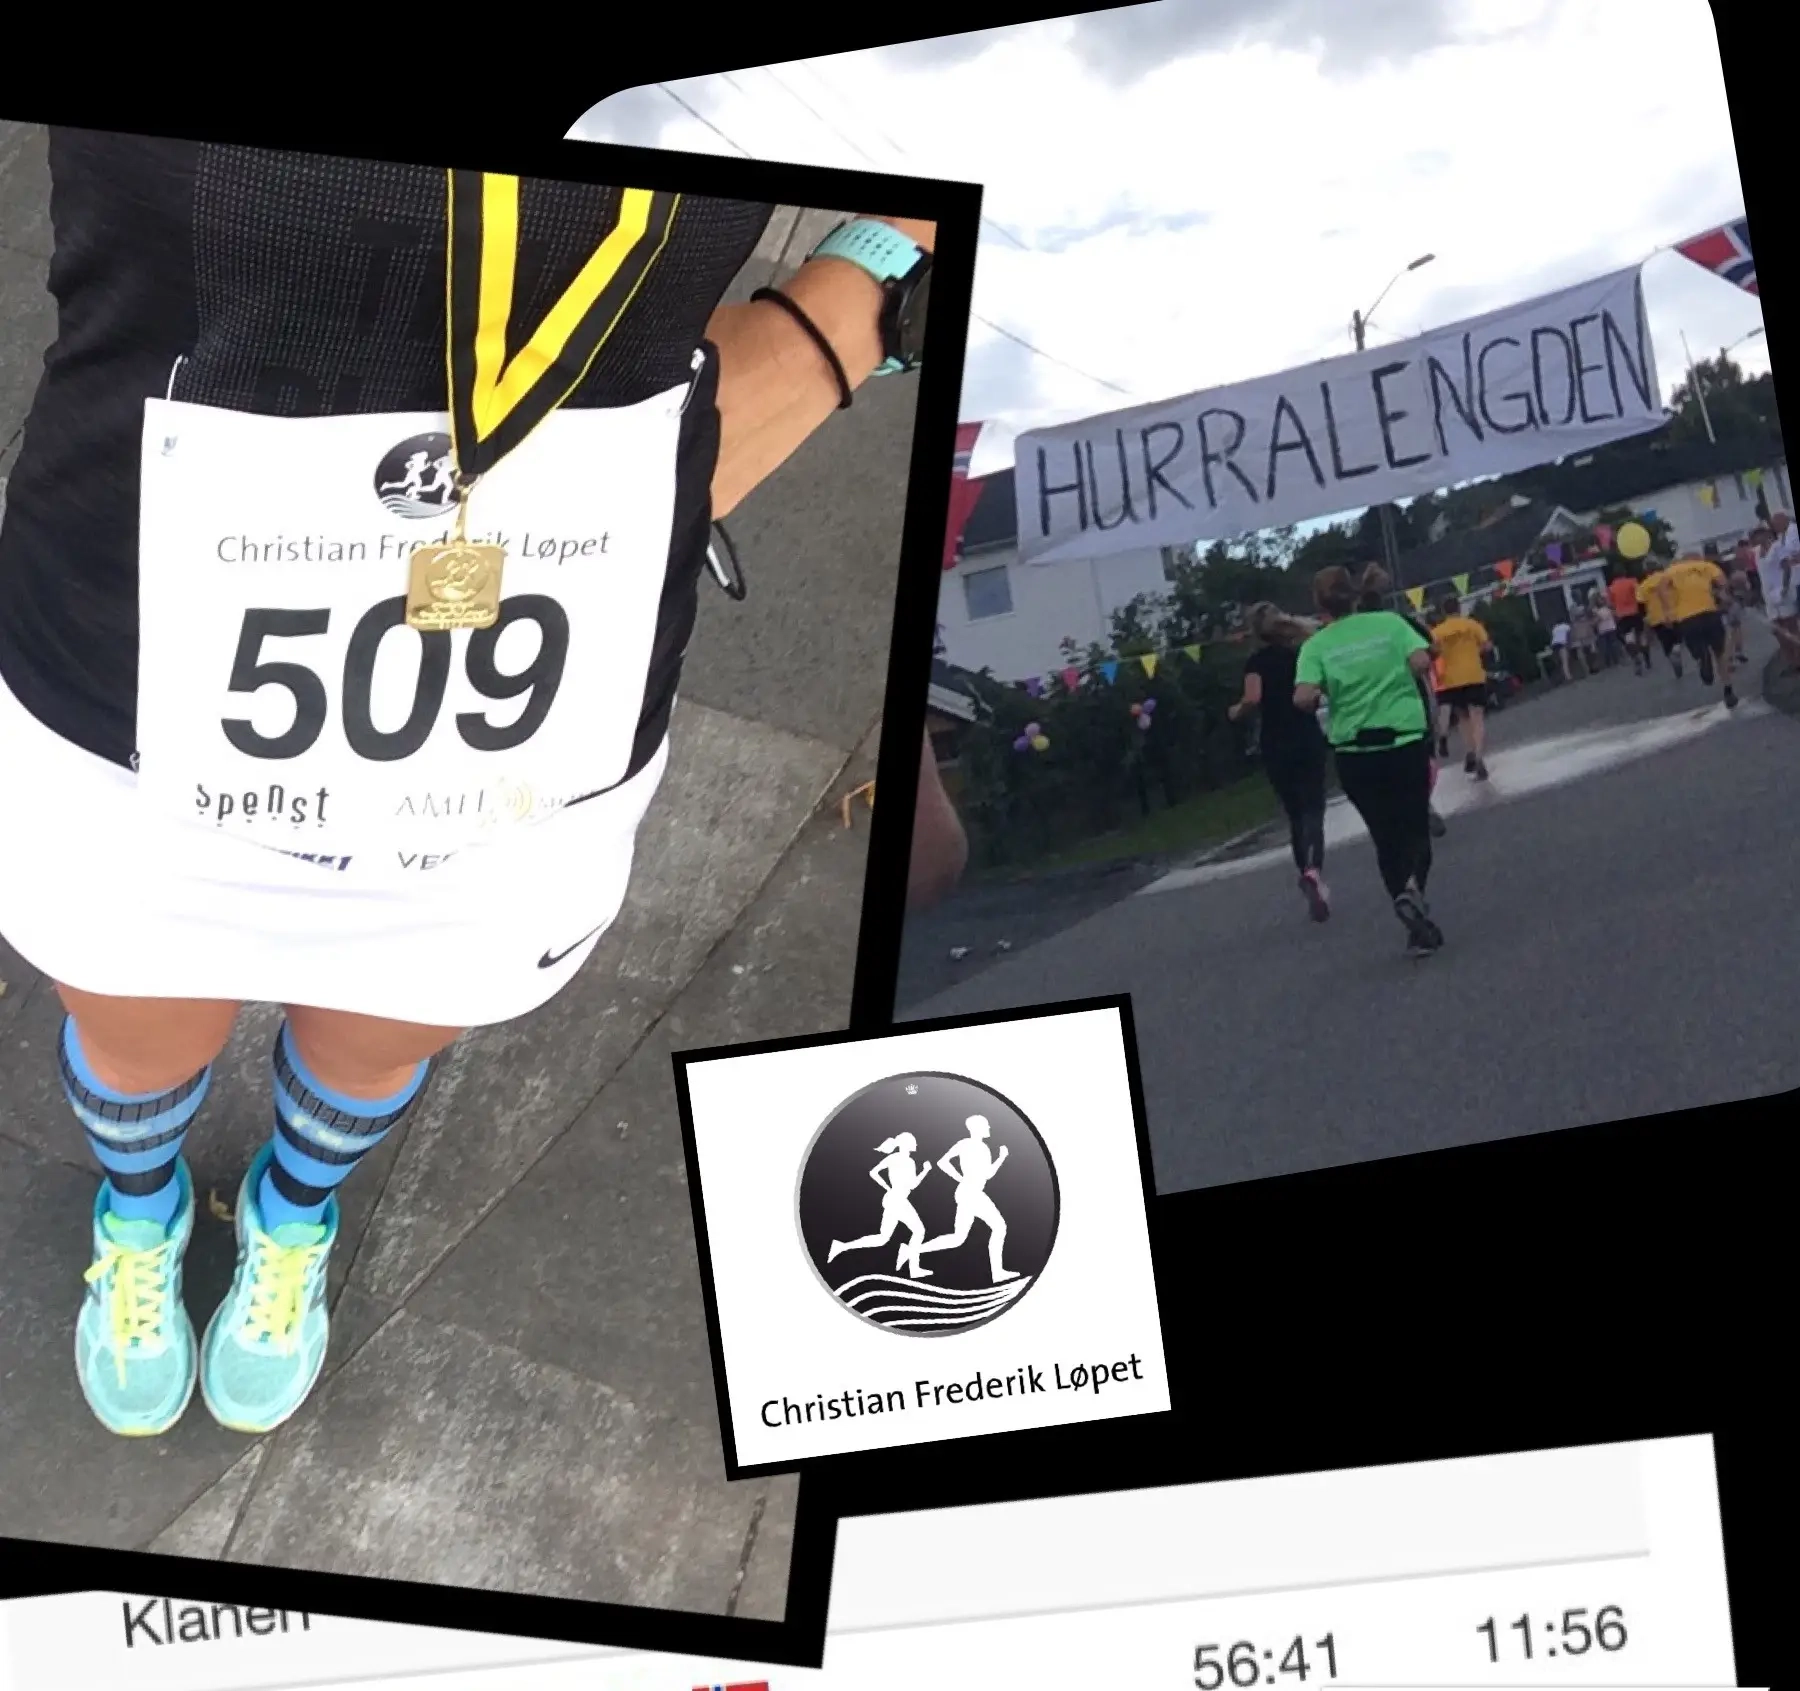 Christian Frederik Løpet
509
spenst
HURRALENGDEN
Christian Frederik Løpet
Klanen
56:41
11:56